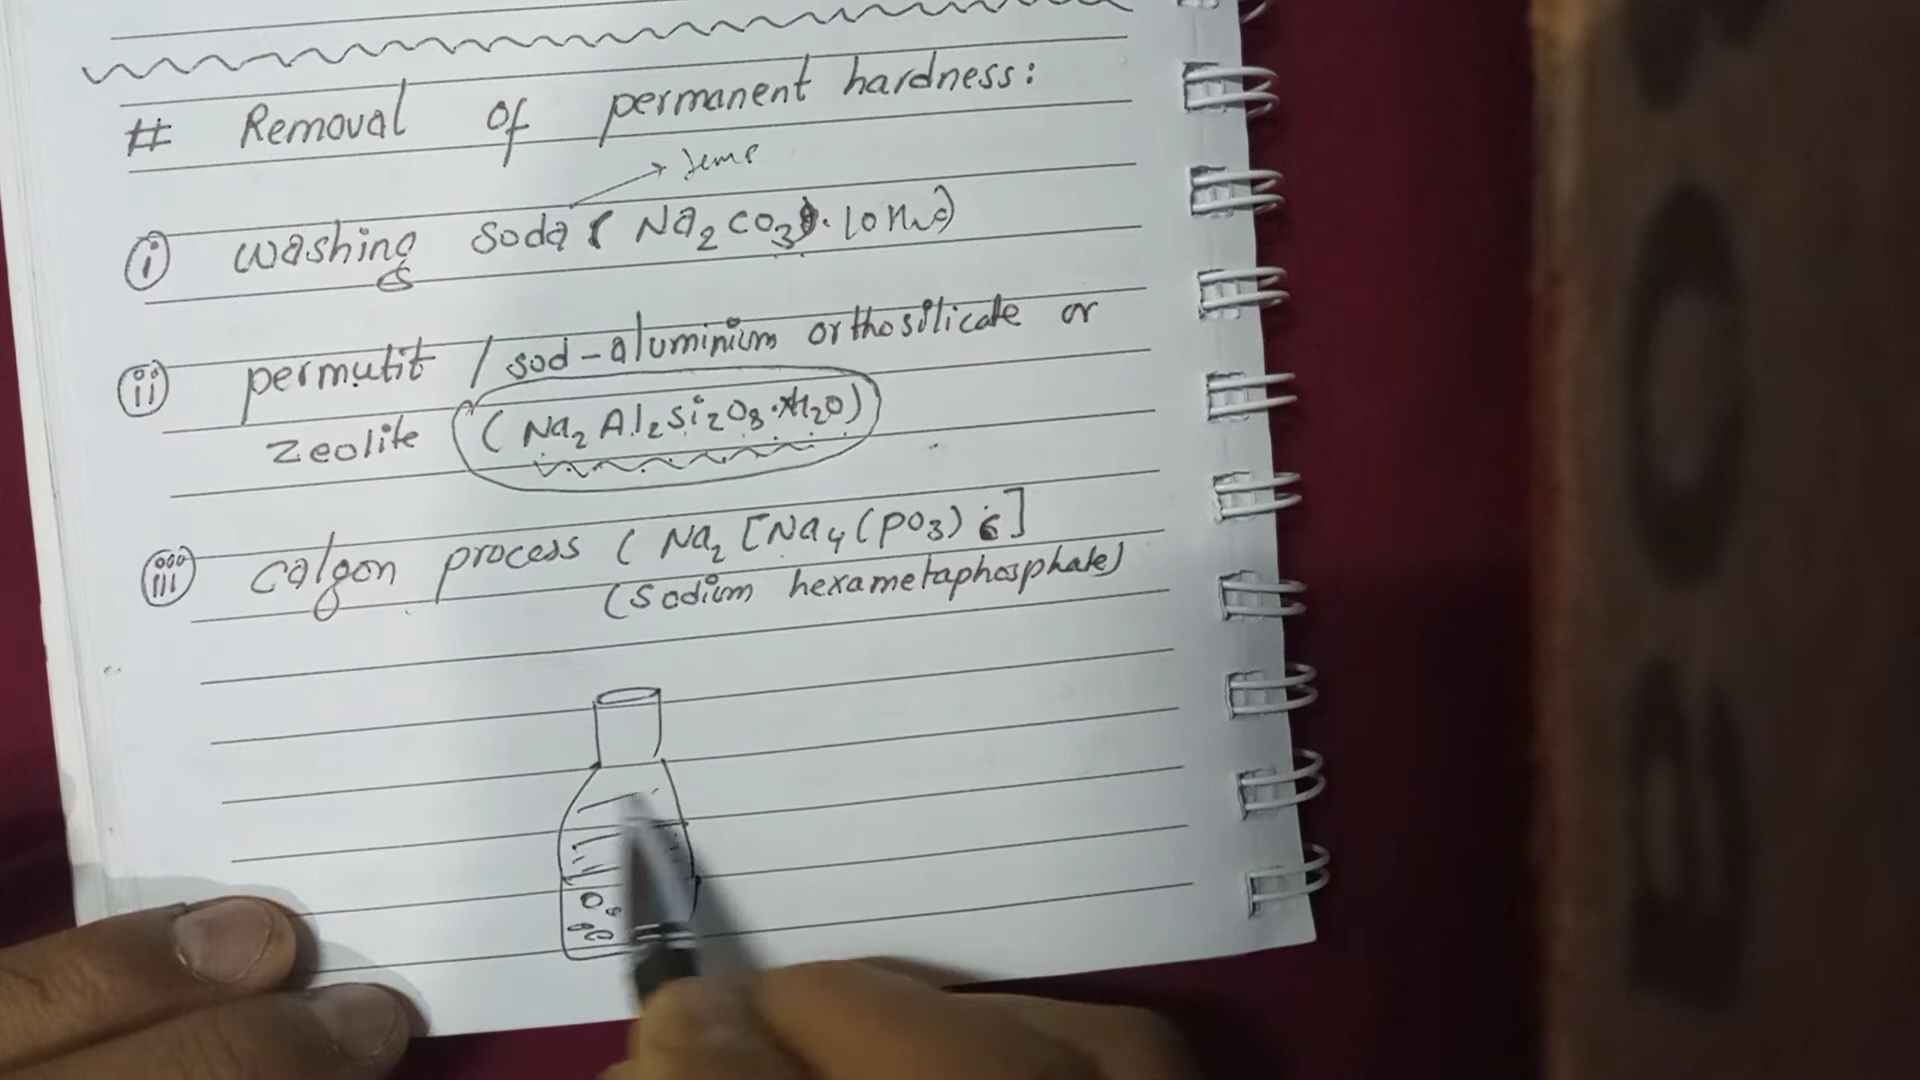 # Removal of permanent hardness:
→ temp
(i) washing soda ( Na2CO3). 10H2O)
(ii) permutit / sod-aluminium orthosilicate or
zeolite (Na2Al2Si2O8.xH2O)
(iii) calgon process ( Na2 [Na4(PO3)6]
(Sodium hexametaphosphate)